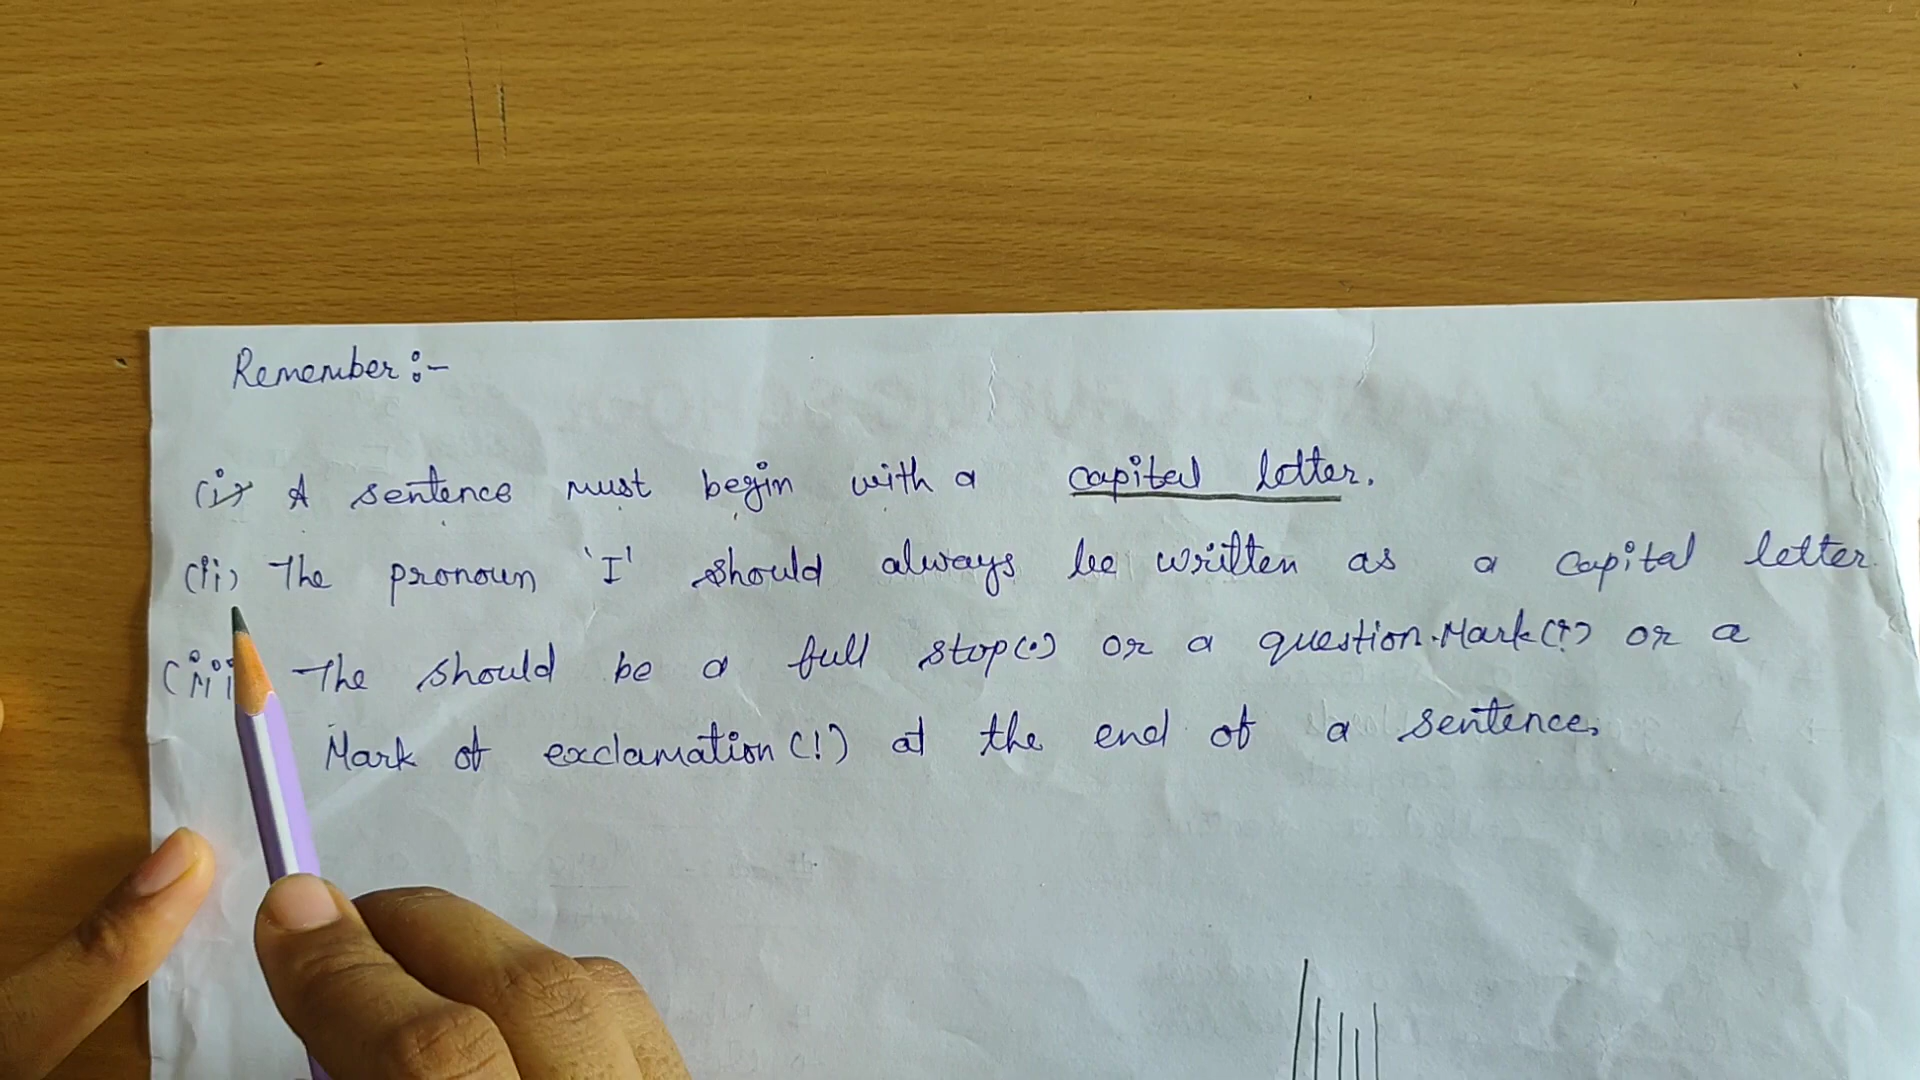 Remember :-
(i) A sentence must begin with a capital letter.
(ii) The pronoun 'I' should always be written as a capital letter.
(iii) The should be a full stop(.) or a question Mark(?) or a
Mark of exclamation(!) at the end of a sentence.